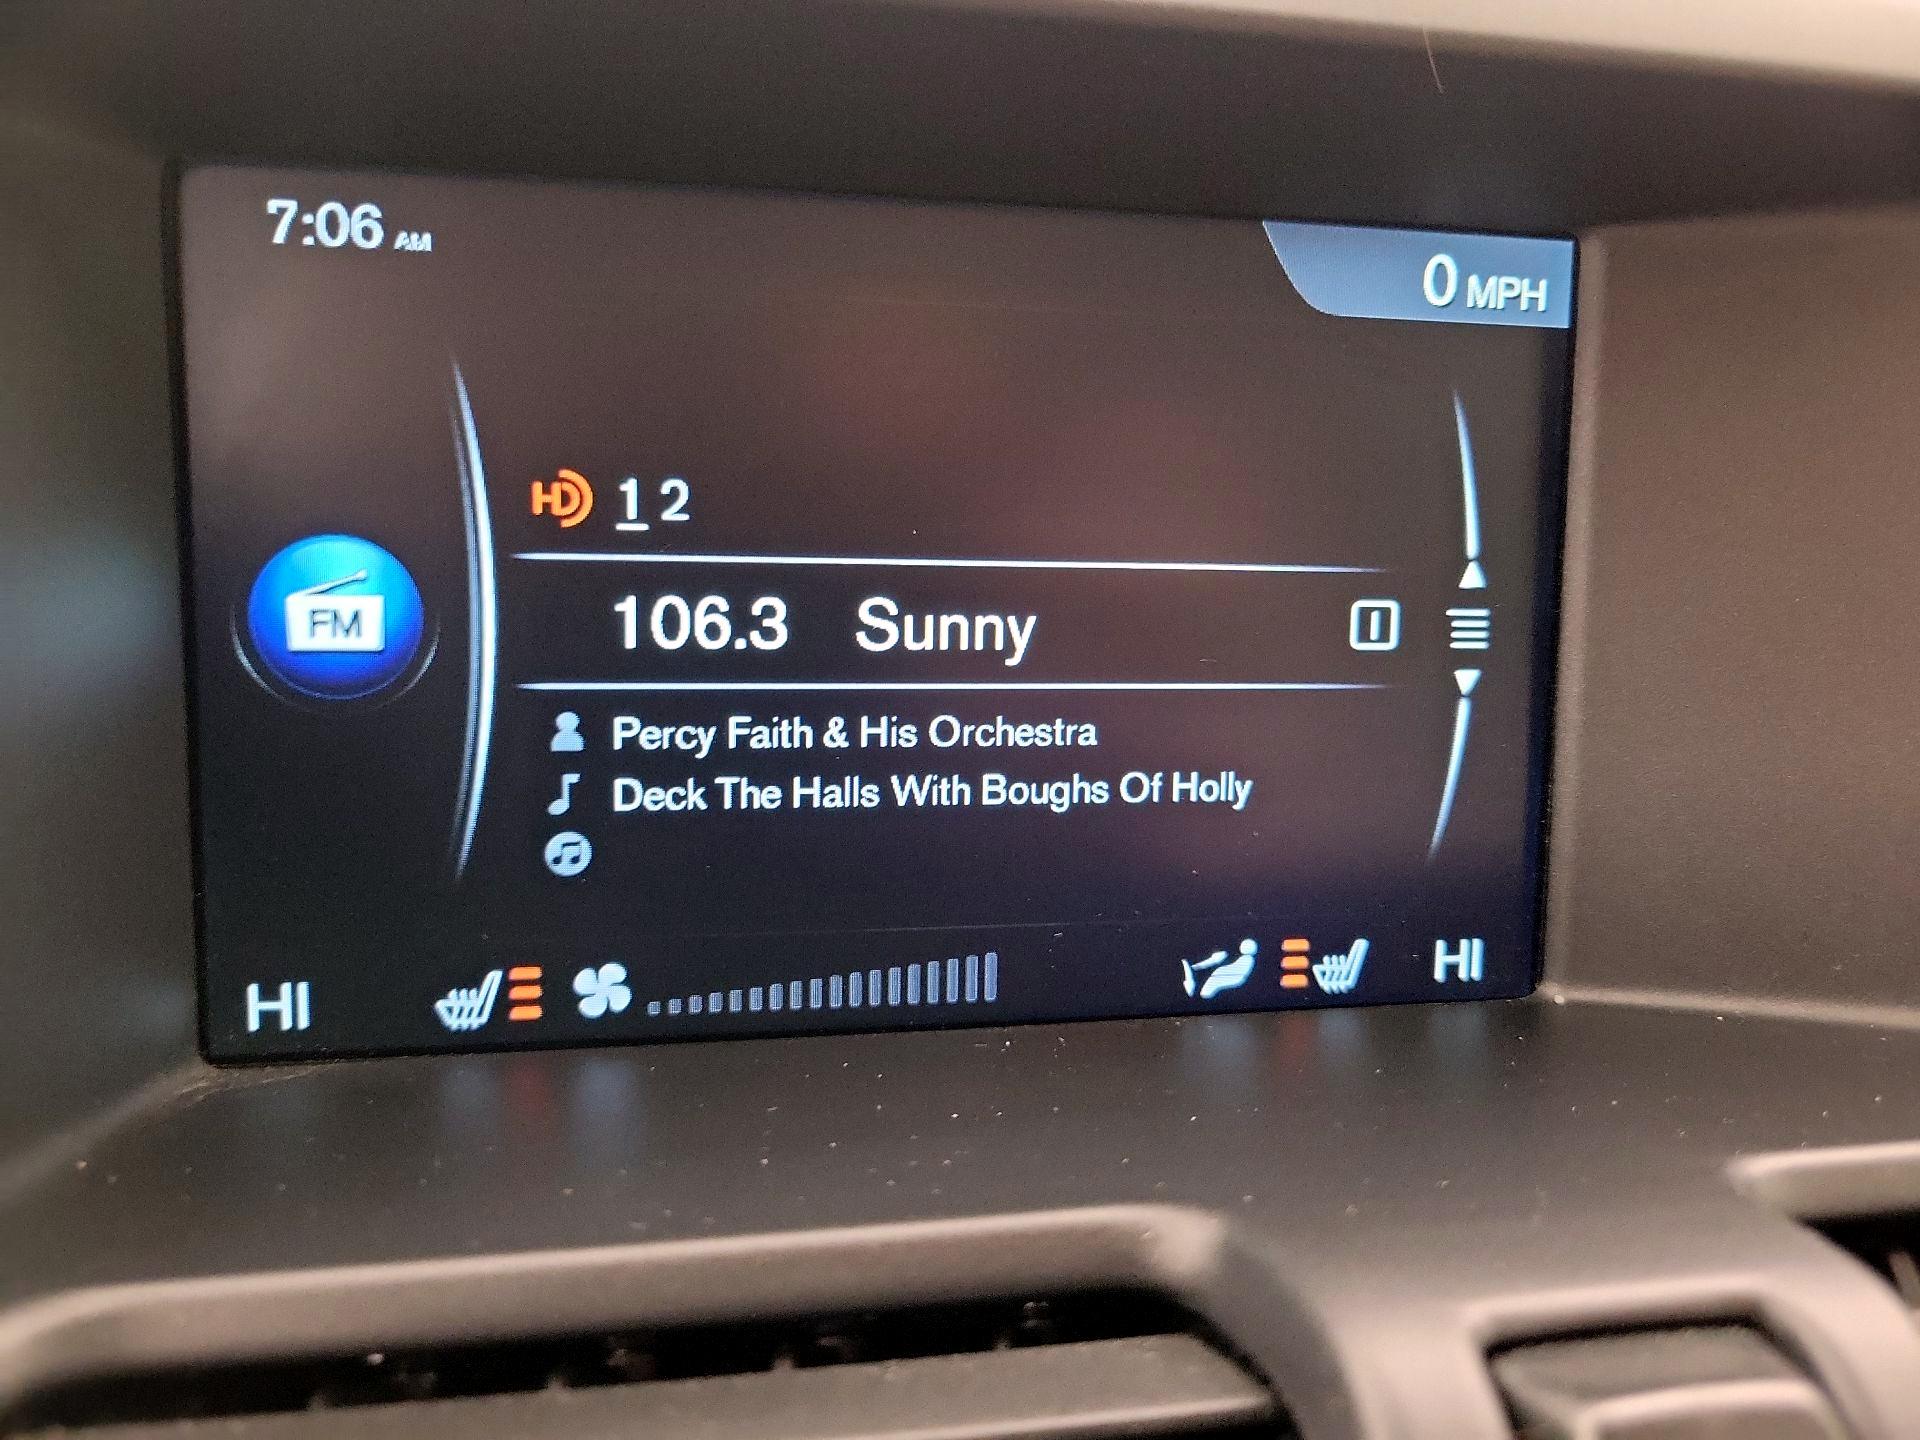 7:06 AM
0 MPH
HD 1 2
FM
106.3 Sunny 1
Percy Faith & His Orchestra
Deck The Halls With Boughs Of Holly
HI HI